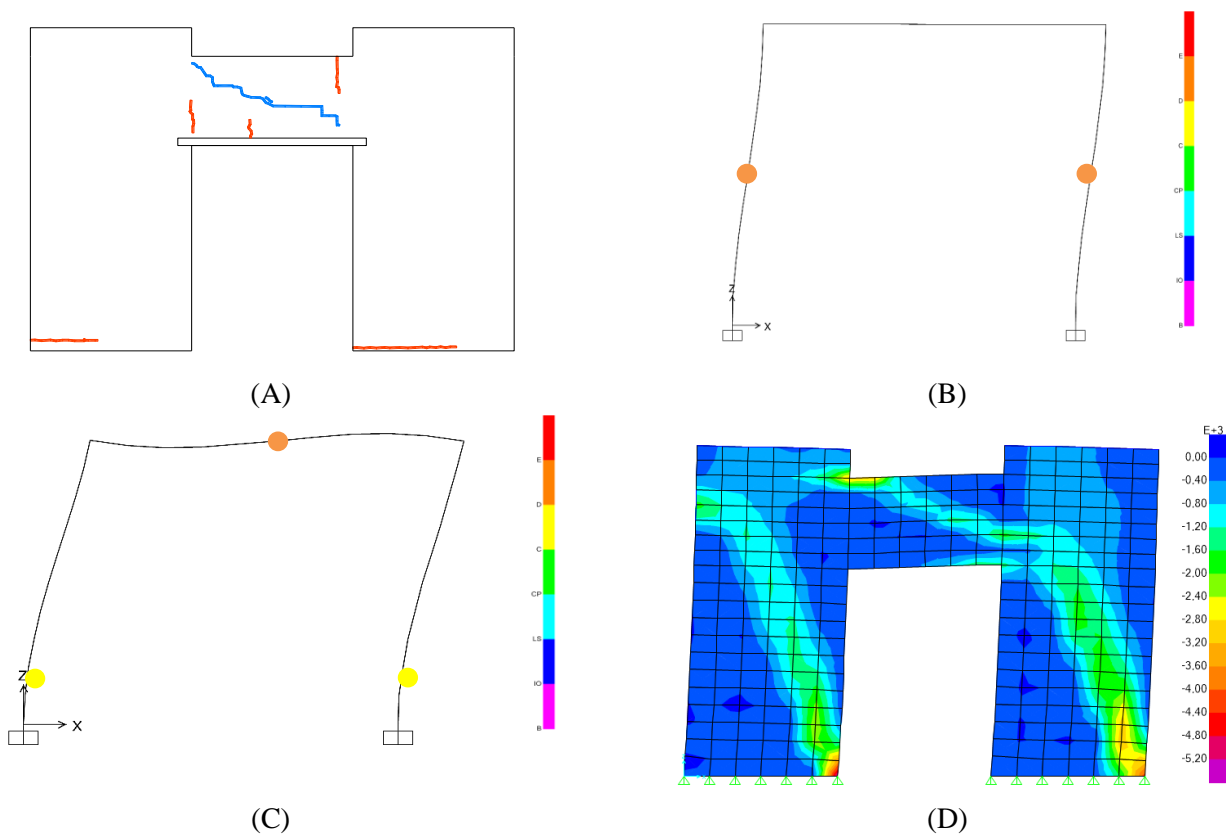 E
D
C
CP
LS
IO
B
Z
X
(A)
(B)
E
D
C
CP
LS
IO
B
Z
X
E+3
0.00
-0.40
-0.80
-1.20
-1.60
-2.00
-2.40
-2.80
-3.20
-3.60
-4.00
-4.40
-4.80
-5.20
(C)
(D)